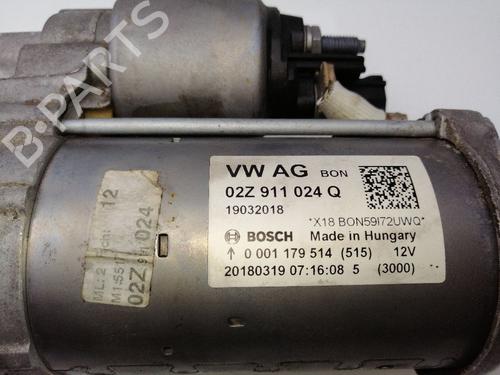 B-PARTS
VW AG BON
02Z 911 024 Q
19032018
*X18 BON59I72UWQ*
BOSCH Made in Hungary
0 001 179 514 (515) 12V
20180319 07:16:08 5 (3000)
12
02Z 911 024